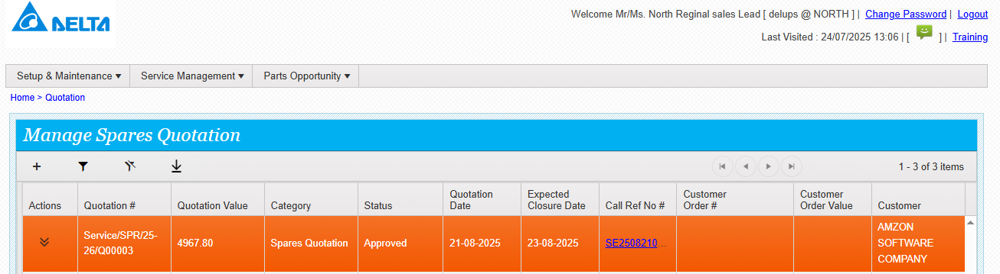 DELTA
Welcome Mr/Ms. North Reginal sales Lead [ delups @ NORTH ] | Change Password | Logout
Last Visited : 24/07/2025 13:06 | [ ] | Training
Setup & Maintenance Service Management Parts Opportunity
Home > Quotation
Manage Spares Quotation
1 - 3 of 3 items
Actions Quotation # Quotation Value Category Status Quotation Date Expected Closure Date Call Ref No # Customer Order # Customer Order Value Customer
Service/SPR/25-26/Q00003 4967.80 Spares Quotation Approved 21-08-2025 23-08-2025 SE2508210... AMZON SOFTWARE COMPANY